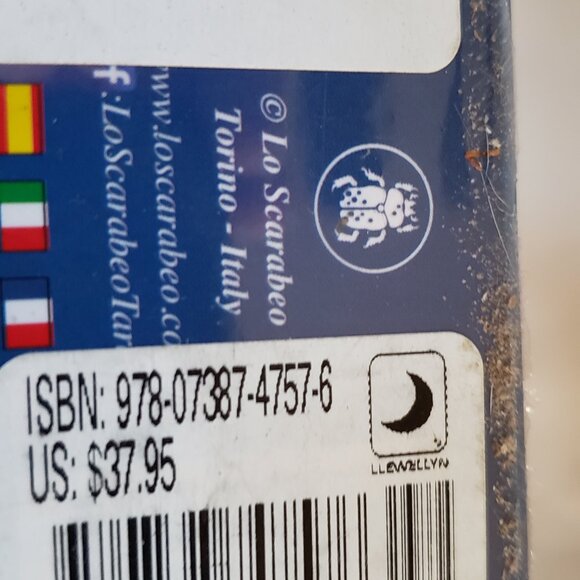 © Lo Scarabeo
Torino - Italy
www.loscarabeo.co
f :LoScarabeoTar
ISBN: 978-07387-4757-6
US: $37.95
LLEWELLYN